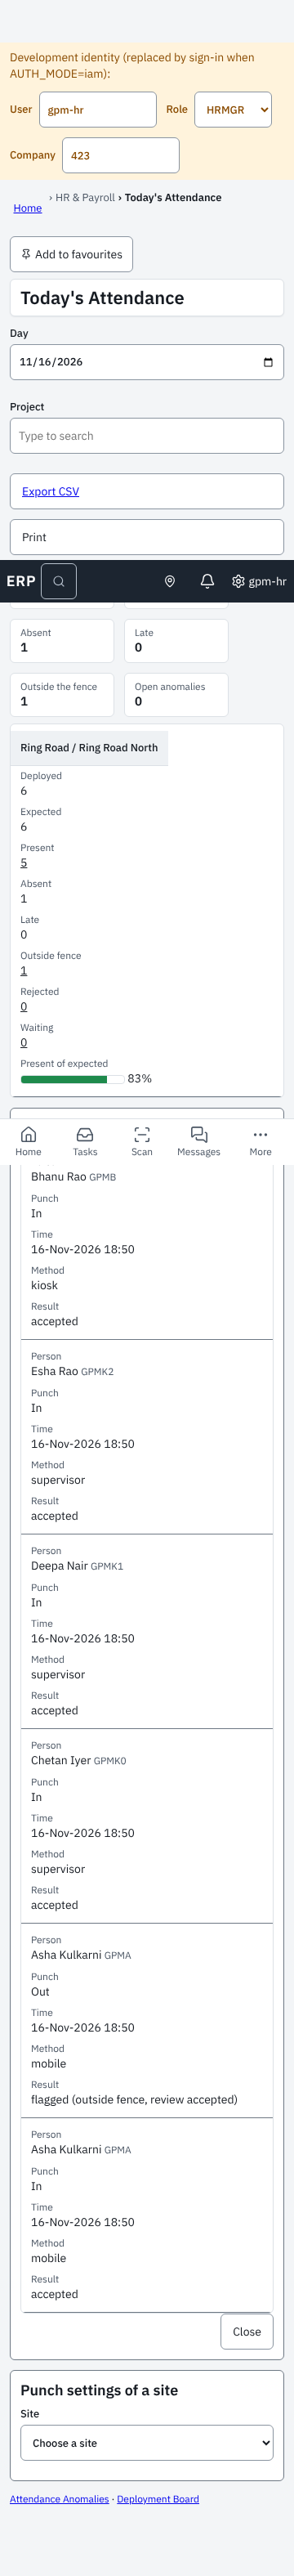 Development identity (replaced by sign-in when
AUTH_MODE=iam):
User gpm-hr Role HRMGR
Company 423
Home › HR & Payroll › Today's Attendance
Add to favourites
Today's Attendance
Day
11/16/2026
Project
Type to search
Export CSV
Print
ERP gpm-hr
Absent Late
1 0
Outside the fence Open anomalies
1 0
Ring Road / Ring Road North
Deployed
6
Expected
6
Present
5
Absent
1
Late
0
Outside fence
1
Rejected
0
Waiting
0
Present of expected
83%
Home Tasks Scan Messages More
Bhanu Rao GPMB
Punch
In
Time
16-Nov-2026 18:50
Method
kiosk
Result
accepted
Person
Esha Rao GPMK2
Punch
In
Time
16-Nov-2026 18:50
Method
supervisor
Result
accepted
Person
Deepa Nair GPMK1
Punch
In
Time
16-Nov-2026 18:50
Method
supervisor
Result
accepted
Person
Chetan Iyer GPMK0
Punch
In
Time
16-Nov-2026 18:50
Method
supervisor
Result
accepted
Person
Asha Kulkarni GPMA
Punch
Out
Time
16-Nov-2026 18:50
Method
mobile
Result
flagged (outside fence, review accepted)
Person
Asha Kulkarni GPMA
Punch
In
Time
16-Nov-2026 18:50
Method
mobile
Result
accepted
Close
Punch settings of a site
Site
Choose a site
Attendance Anomalies · Deployment Board